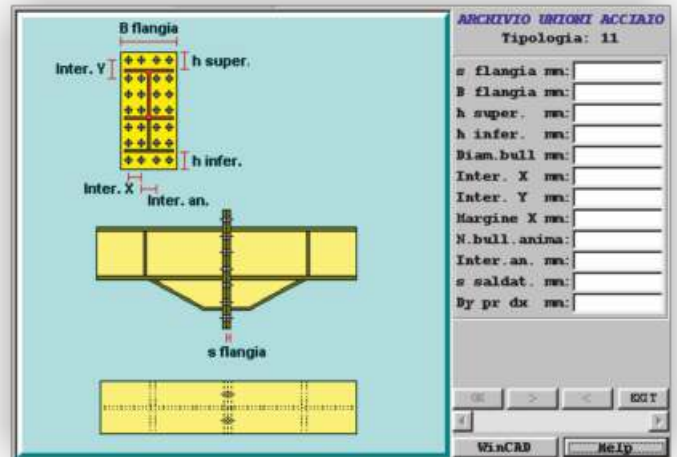 B flangia
Inter. Y
h super.
h infer.
Inter. X
Inter. an.
s flangia
ARCHIVIO UNIONI ACCIAIO
Tipologia: 11
s flangia mm:
B flangia mm:
h super. mm:
h infer. mm:
Diam.bull mm:
Inter. X mm:
Inter. Y mm:
Margine X mm:
N.bull.anima:
Inter.an. mm:
s saldat. mm:
Dy pr dx mm:
OK > < EXIT
WinCAD Help